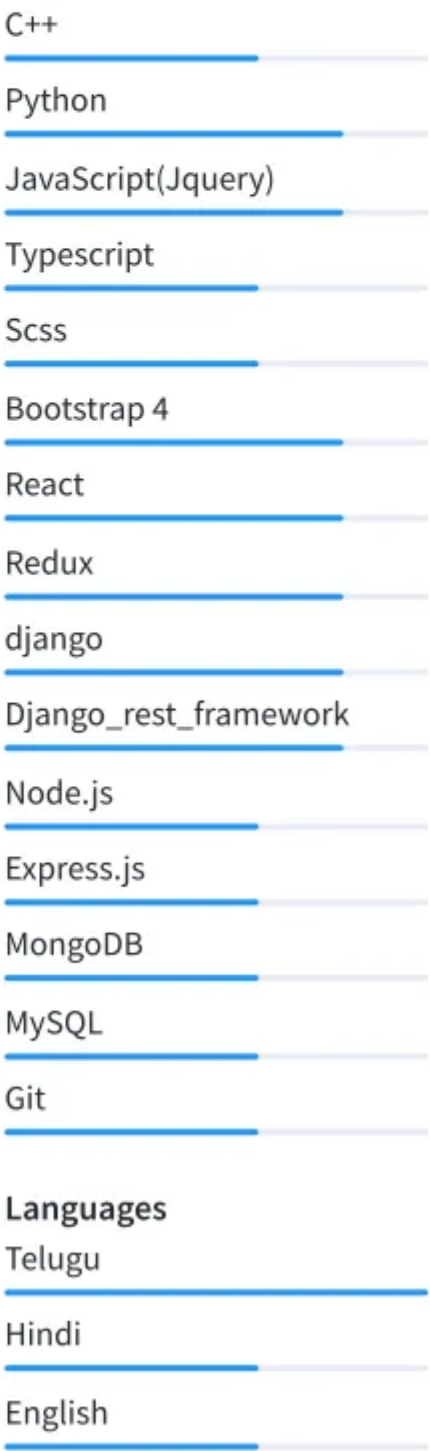 C++
Python
JavaScript(Jquery)
Typescript
Scss
Bootstrap 4
React
Redux
django
Django_rest_framework
Node.js
Express.js
MongoDB
MySQL
Git
Languages
Telugu
Hindi
English